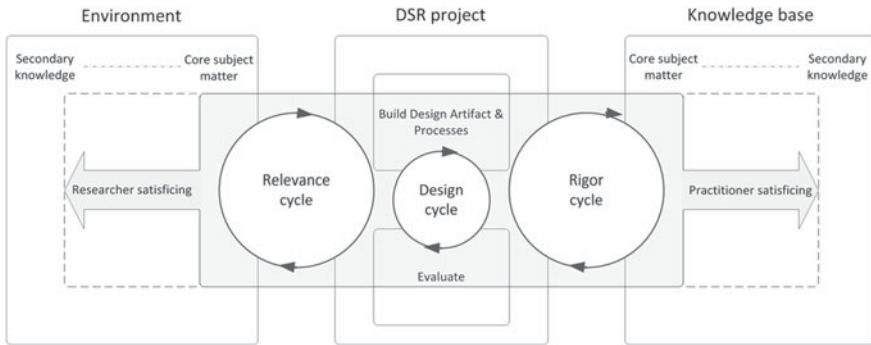 Environment
DSR project
Knowledge base
Secondary
knowledge
Core subject
matter
Core subject
matter
Secondary
knowledge
Build Design Artifact &
Processes
Researcher satisficing
Relevance
cycle
Design
cycle
Rigor
cycle
Practitioner satisficing
Evaluate